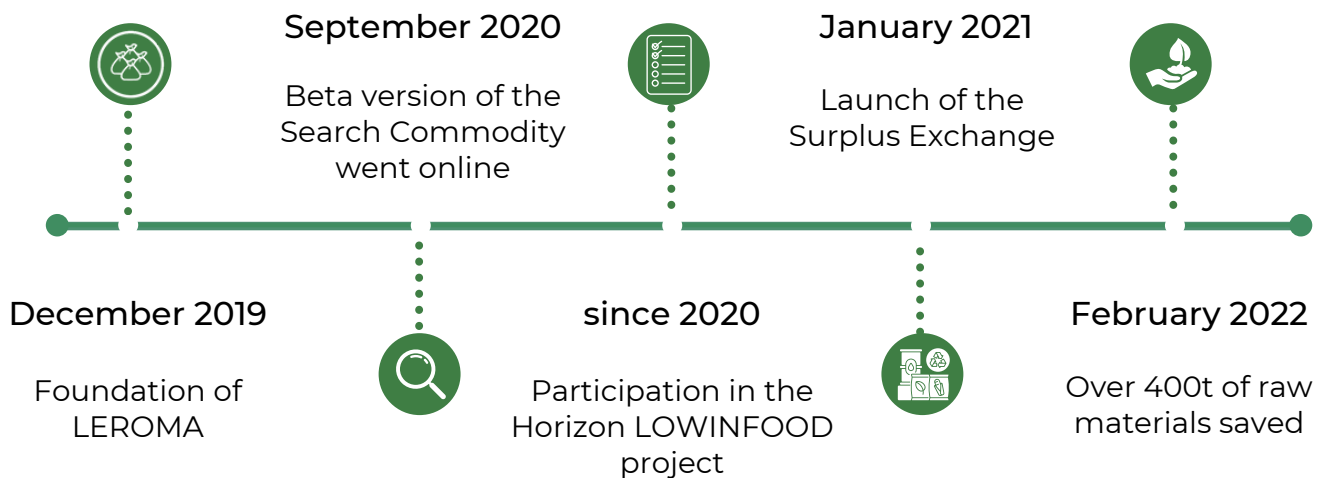 December 2019
Foundation of
LEROMA
September 2020
Beta version of the
Search Commodity
went online
since 2020
Participation in the
Horizon LOWINFOOD
project
January 2021
Launch of the
Surplus Exchange
February 2022
Over 400t of raw
materials saved